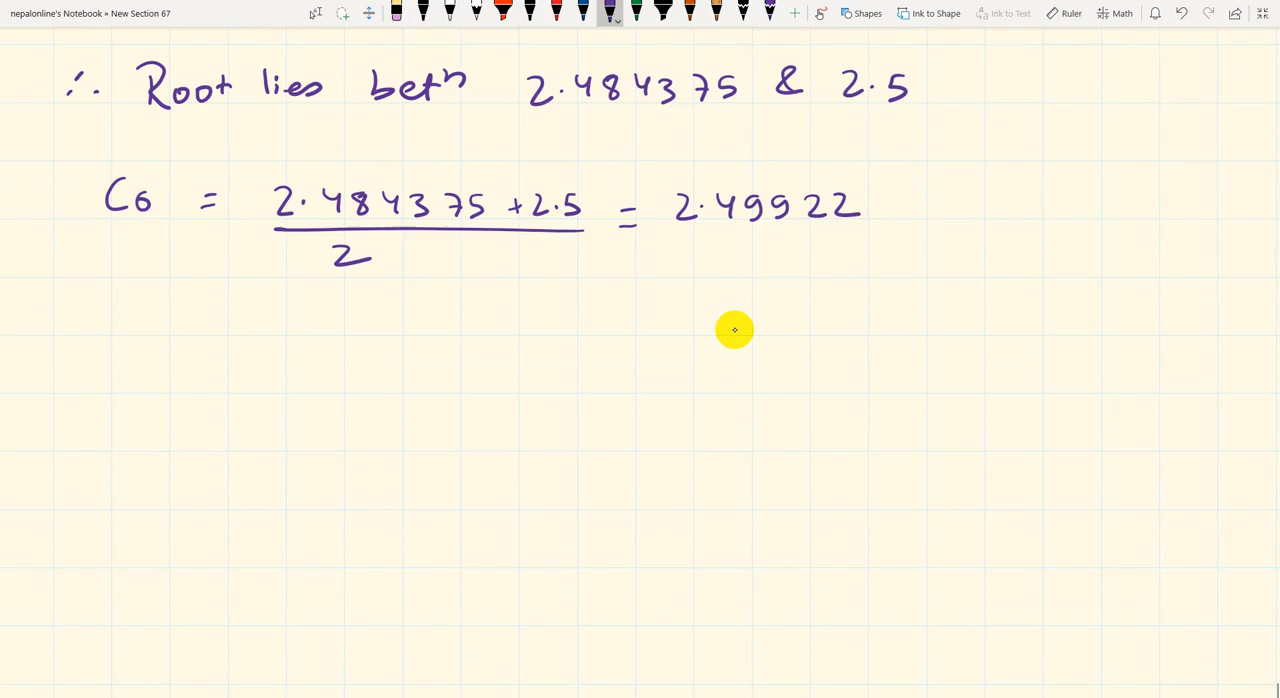 nepalonline's Notebook » New Section 67
Shapes Ink to Shape Ink to Text Ruler Math
∴ Root lies betⁿ 2.484375 & 2.5
C6 = 2.484375 + 2.5 = 2.49922
2